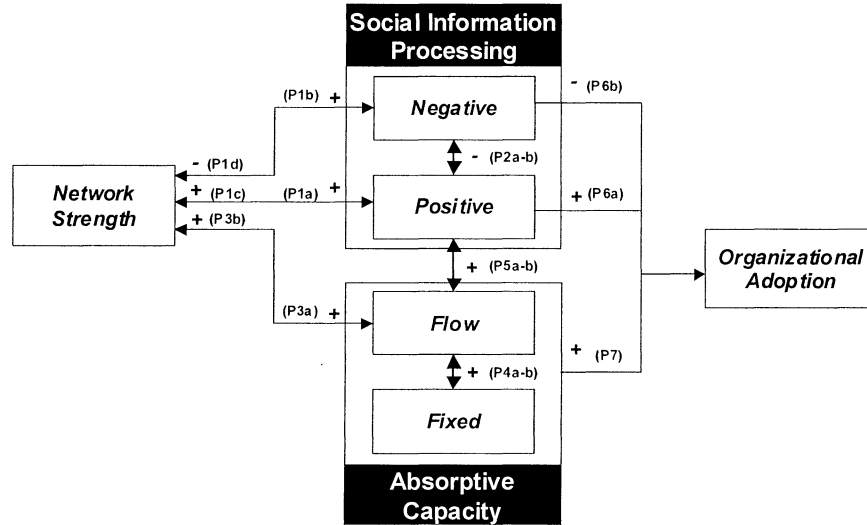 Social Information
Processing
(P1b) +
Negative
- (P6b)
- (P1d)
- (P2a-b)
Network
Strength
+ (P1c)
(P1a) +
Positive
+ (P6a)
+ (P3b)
+ (P5a-b)
Organizational
Adoption
(P3a) +
Flow
+ (P7)
+ (P4a-b)
Fixed
Absorptive
Capacity